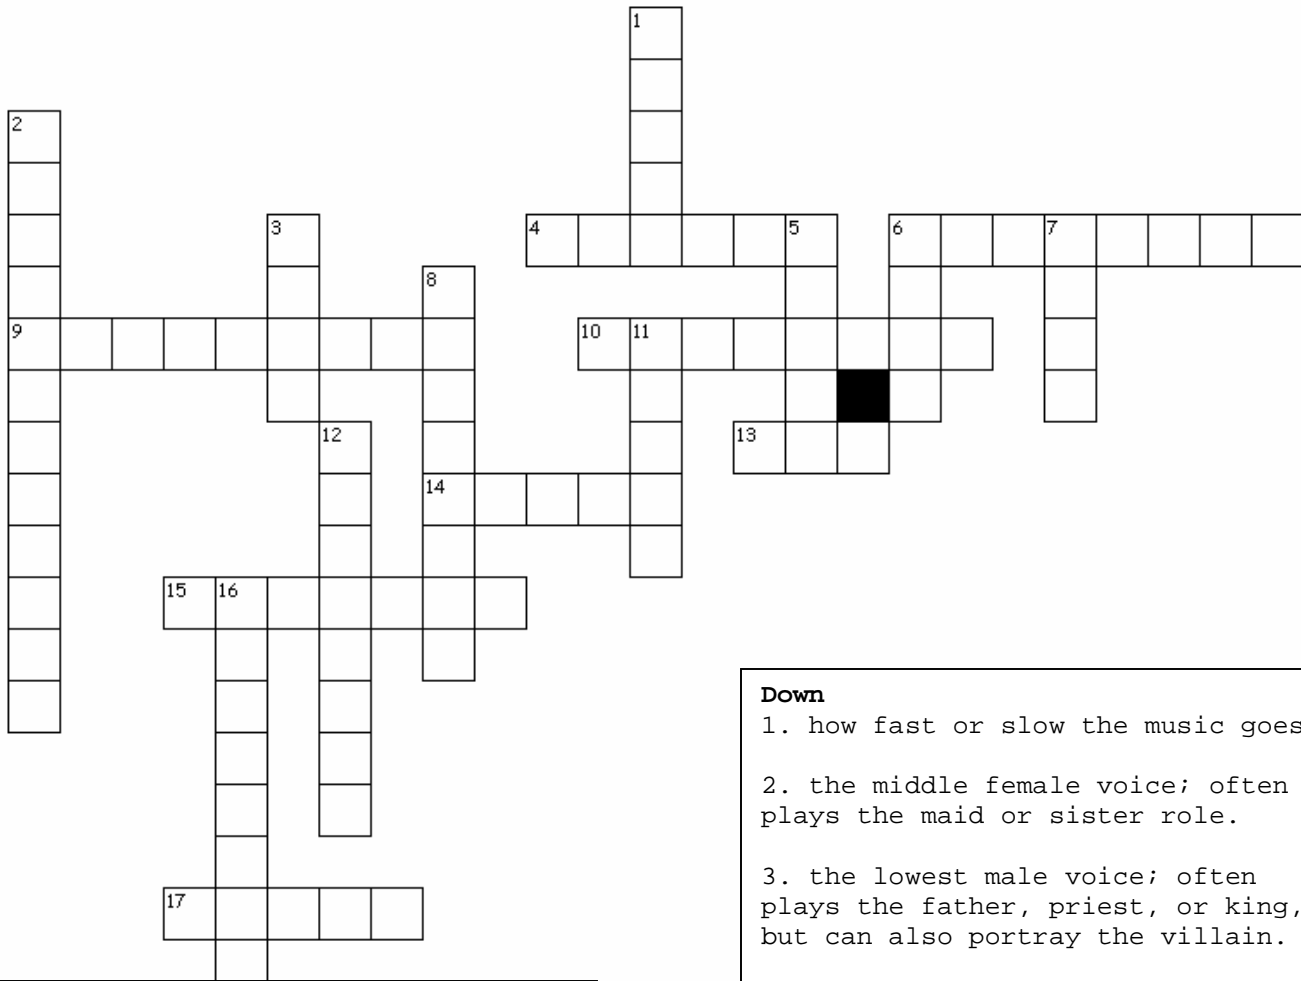 1
2
3
4
5
6
7
8
9
10
11
12
13
14
15
16
17
Down
1. how fast or slow the music goes
2. the middle female voice; often
plays the maid or sister role.
3. the lowest male voice; often
plays the father, priest, or king,
but can also portray the villain.